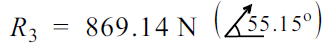 R₃ = 869.14 N (55.15°)